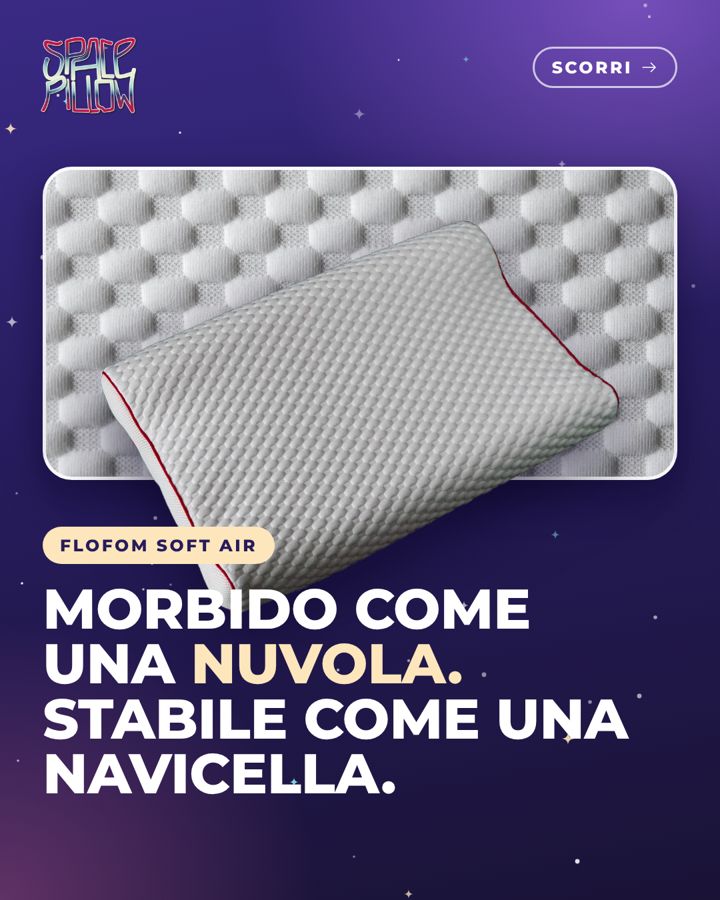 SPACE
PILLOW
SCORRI →
FLOFOM SOFT AIR
MORBIDO COME
UNA NUVOLA.
STABILE COME UNA
NAVICELLA.